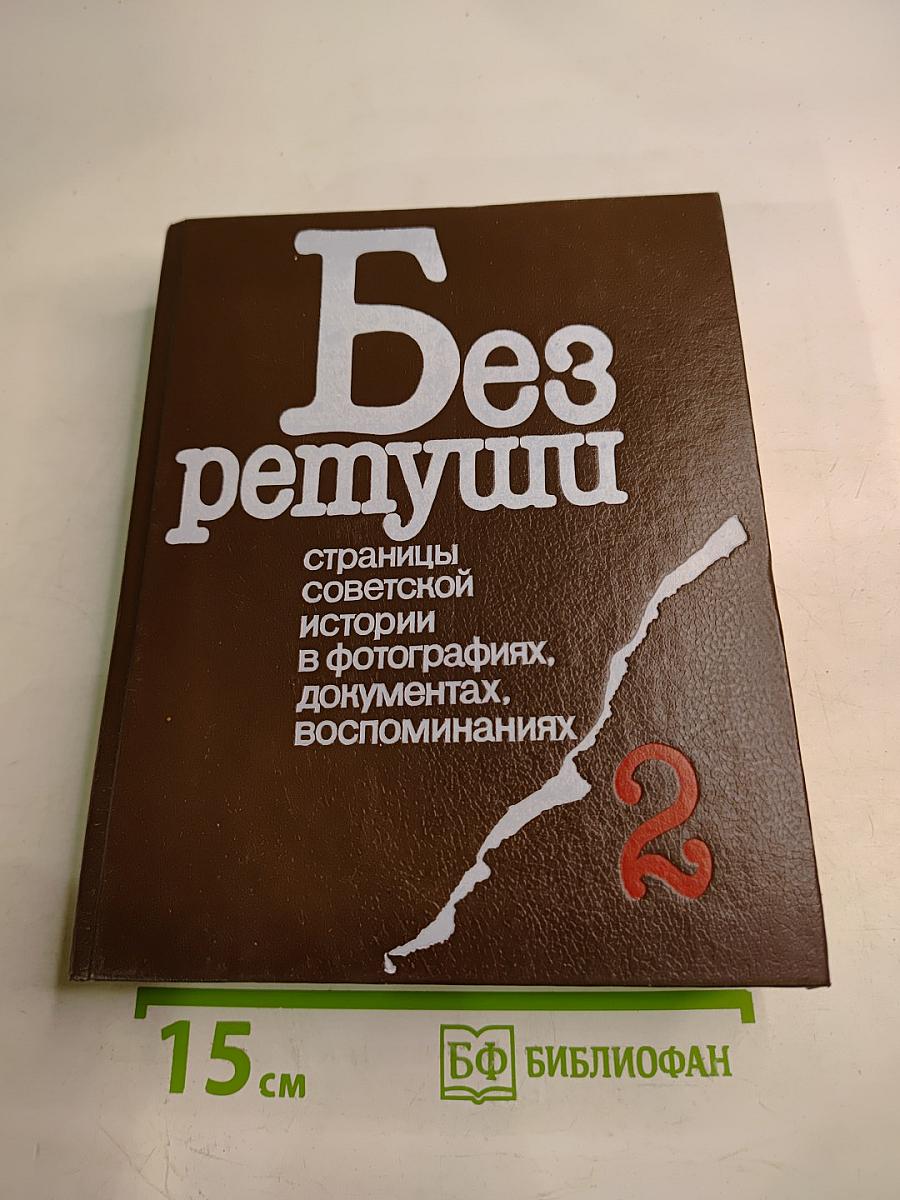 Без
ретуши
страницы
советской
истории
в фотографиях,
документах,
воспоминаниях
2
15 см
БФ БИБЛИОФАН